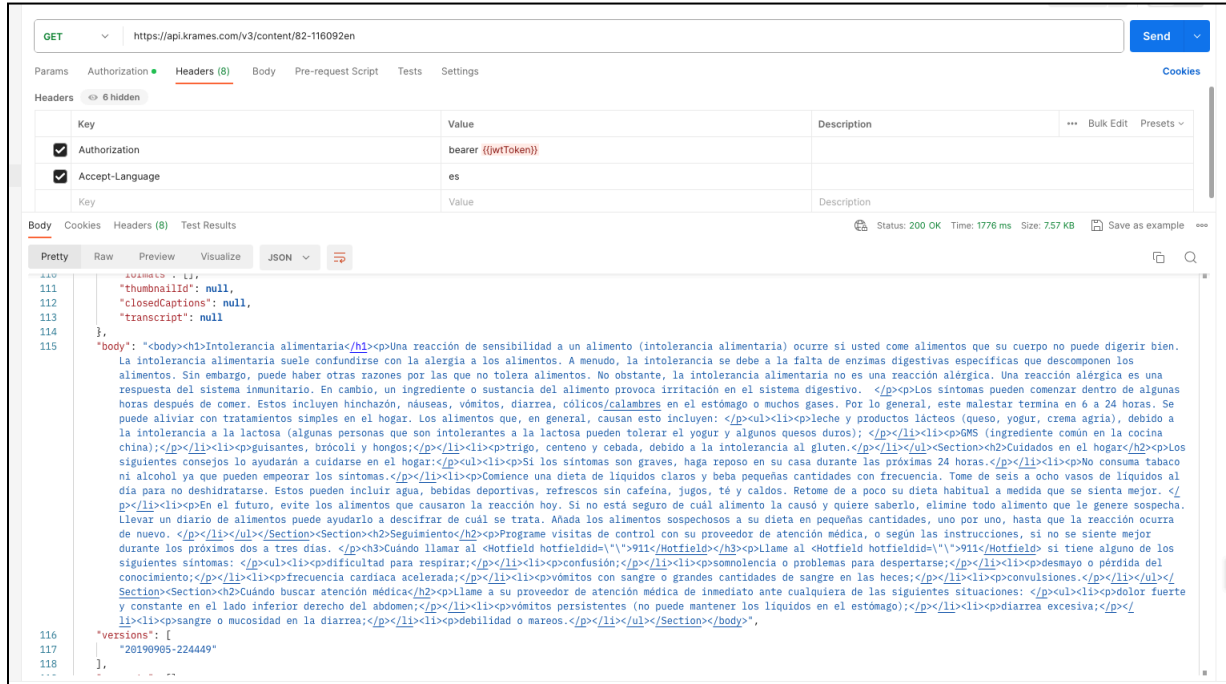 GET https://api.krames.com/v3/content/82-116092en Send
Params Authorization Headers (8) Body Pre-request Script Tests Settings Cookies
Headers 6 hidden
Key Value Description ••• Bulk Edit Presets
Authorization bearer {{jwtToken}}
Accept-Language es
Key Value Description
Body Cookies Headers (8) Test Results Status: 200 OK Time: 1776 ms Size: 7.57 KB Save as example
Pretty Raw Preview Visualize JSON
110 "formats": [],
111 "thumbnailId": null,
112 "closedCaptions": null,
113 "transcript": null
114 },
115 "body": "<body><h1>Intolerancia alimentaria</h1><p>Una reacción de sensibilidad a un alimento (intolerancia alimentaria) ocurre si usted come alimentos que su cuerpo no puede digerir bien.
La intolerancia alimentaria suele confundirse con la alergia a los alimentos. A menudo, la intolerancia se debe a la falta de enzimas digestivas específicas que descomponen los
alimentos. Sin embargo, puede haber otras razones por las que no tolera alimentos. No obstante, la intolerancia alimentaria no es una reacción alérgica. Una reacción alérgica es una
respuesta del sistema inmunitario. En cambio, un ingrediente o sustancia del alimento provoca irritación en el sistema digestivo. </p><p>Los síntomas pueden comenzar dentro de algunas
horas después de comer. Estos incluyen hinchazón, náuseas, vómitos, diarrea, cólicos/calambres en el estómago o muchos gases. Por lo general, este malestar termina en 6 a 24 horas. Se
puede aliviar con tratamientos simples en el hogar. Los alimentos que, en general, causan esto incluyen: </p><ul><li><p>leche y productos lácteos (queso, yogur, crema agria), debido a
la intolerancia a la lactosa (algunas personas que son intolerantes a la lactosa pueden tolerar el yogur y algunos quesos duros); </p></li><li><p>GMS (ingrediente común en la cocina
china);</p></li><li><p>guisantes, brócoli y hongos;</p></li><li><p>trigo, centeno y cebada, debido a la intolerancia al gluten.</p></li></ul><Section><h2>Cuidados en el hogar</h2><p>Los
siguientes consejos lo ayudarán a cuidarse en el hogar:</p><ul><li><p>Si los síntomas son graves, haga reposo en su casa durante las próximas 24 horas.</p></li><li><p>No consuma tabaco
ni alcohol ya que pueden empeorar los síntomas.</p></li><li><p>Comience una dieta de líquidos claros y beba pequeñas cantidades con frecuencia. Tome de seis a ocho vasos de líquidos al
día para no deshidratarse. Estos pueden incluir agua, bebidas deportivas, refrescos sin cafeína, jugos, té y caldos. Retome de a poco su dieta habitual a medida que se sienta mejor. </
p></li><li><p>En el futuro, evite los alimentos que causaron la reacción hoy. Si no está seguro de cuál alimento la causó y quiere saberlo, elimine todo alimento que le genere sospecha.
Llevar un diario de alimentos puede ayudarlo a descifrar de cuál se trata. Añada los alimentos sospechosos a su dieta en pequeñas cantidades, uno por uno, hasta que la reacción ocurra
de nuevo. </p></li></ul></Section><Section><h2>Seguimiento</h2><p>Programe visitas de control con su proveedor de atención médica, o según las instrucciones, si no se siente mejor
durante los próximos dos a tres días. </p><h3>Cuándo llamar al <Hotfield hotfieldid=\"\">911</Hotfield></h3><p>Llame al <Hotfield hotfieldid=\"\">911</Hotfield> si tiene alguno de los
siguientes síntomas: </p><ul><li><p>dificultad para respirar;</p></li><li><p>confusión;</p></li><li><p>somnolencia o problemas para despertarse;</p></li><li><p>desmayo o pérdida del
conocimiento;</p></li><li><p>frecuencia cardíaca acelerada;</p></li><li><p>vómitos con sangre o grandes cantidades de sangre en las heces;</p></li><li><p>convulsiones.</p></li></ul></
Section><Section><h2>Cuándo buscar atención médica</h2><p>Llame a su proveedor de atención médica de inmediato ante cualquiera de las siguientes situaciones: </p><ul><li><p>dolor fuerte
y constante en el lado inferior derecho del abdomen;</p></li><li><p>vómitos persistentes (no puede mantener los líquidos en el estómago);</p></li><li><p>diarrea excesiva;</p></
li><li><p>sangre o mucosidad en la diarrea;</p></li><li><p>debilidad o mareos.</p></li></ul></Section></body>",
116 "versions": [
117 "20190905-224449"
118 ],